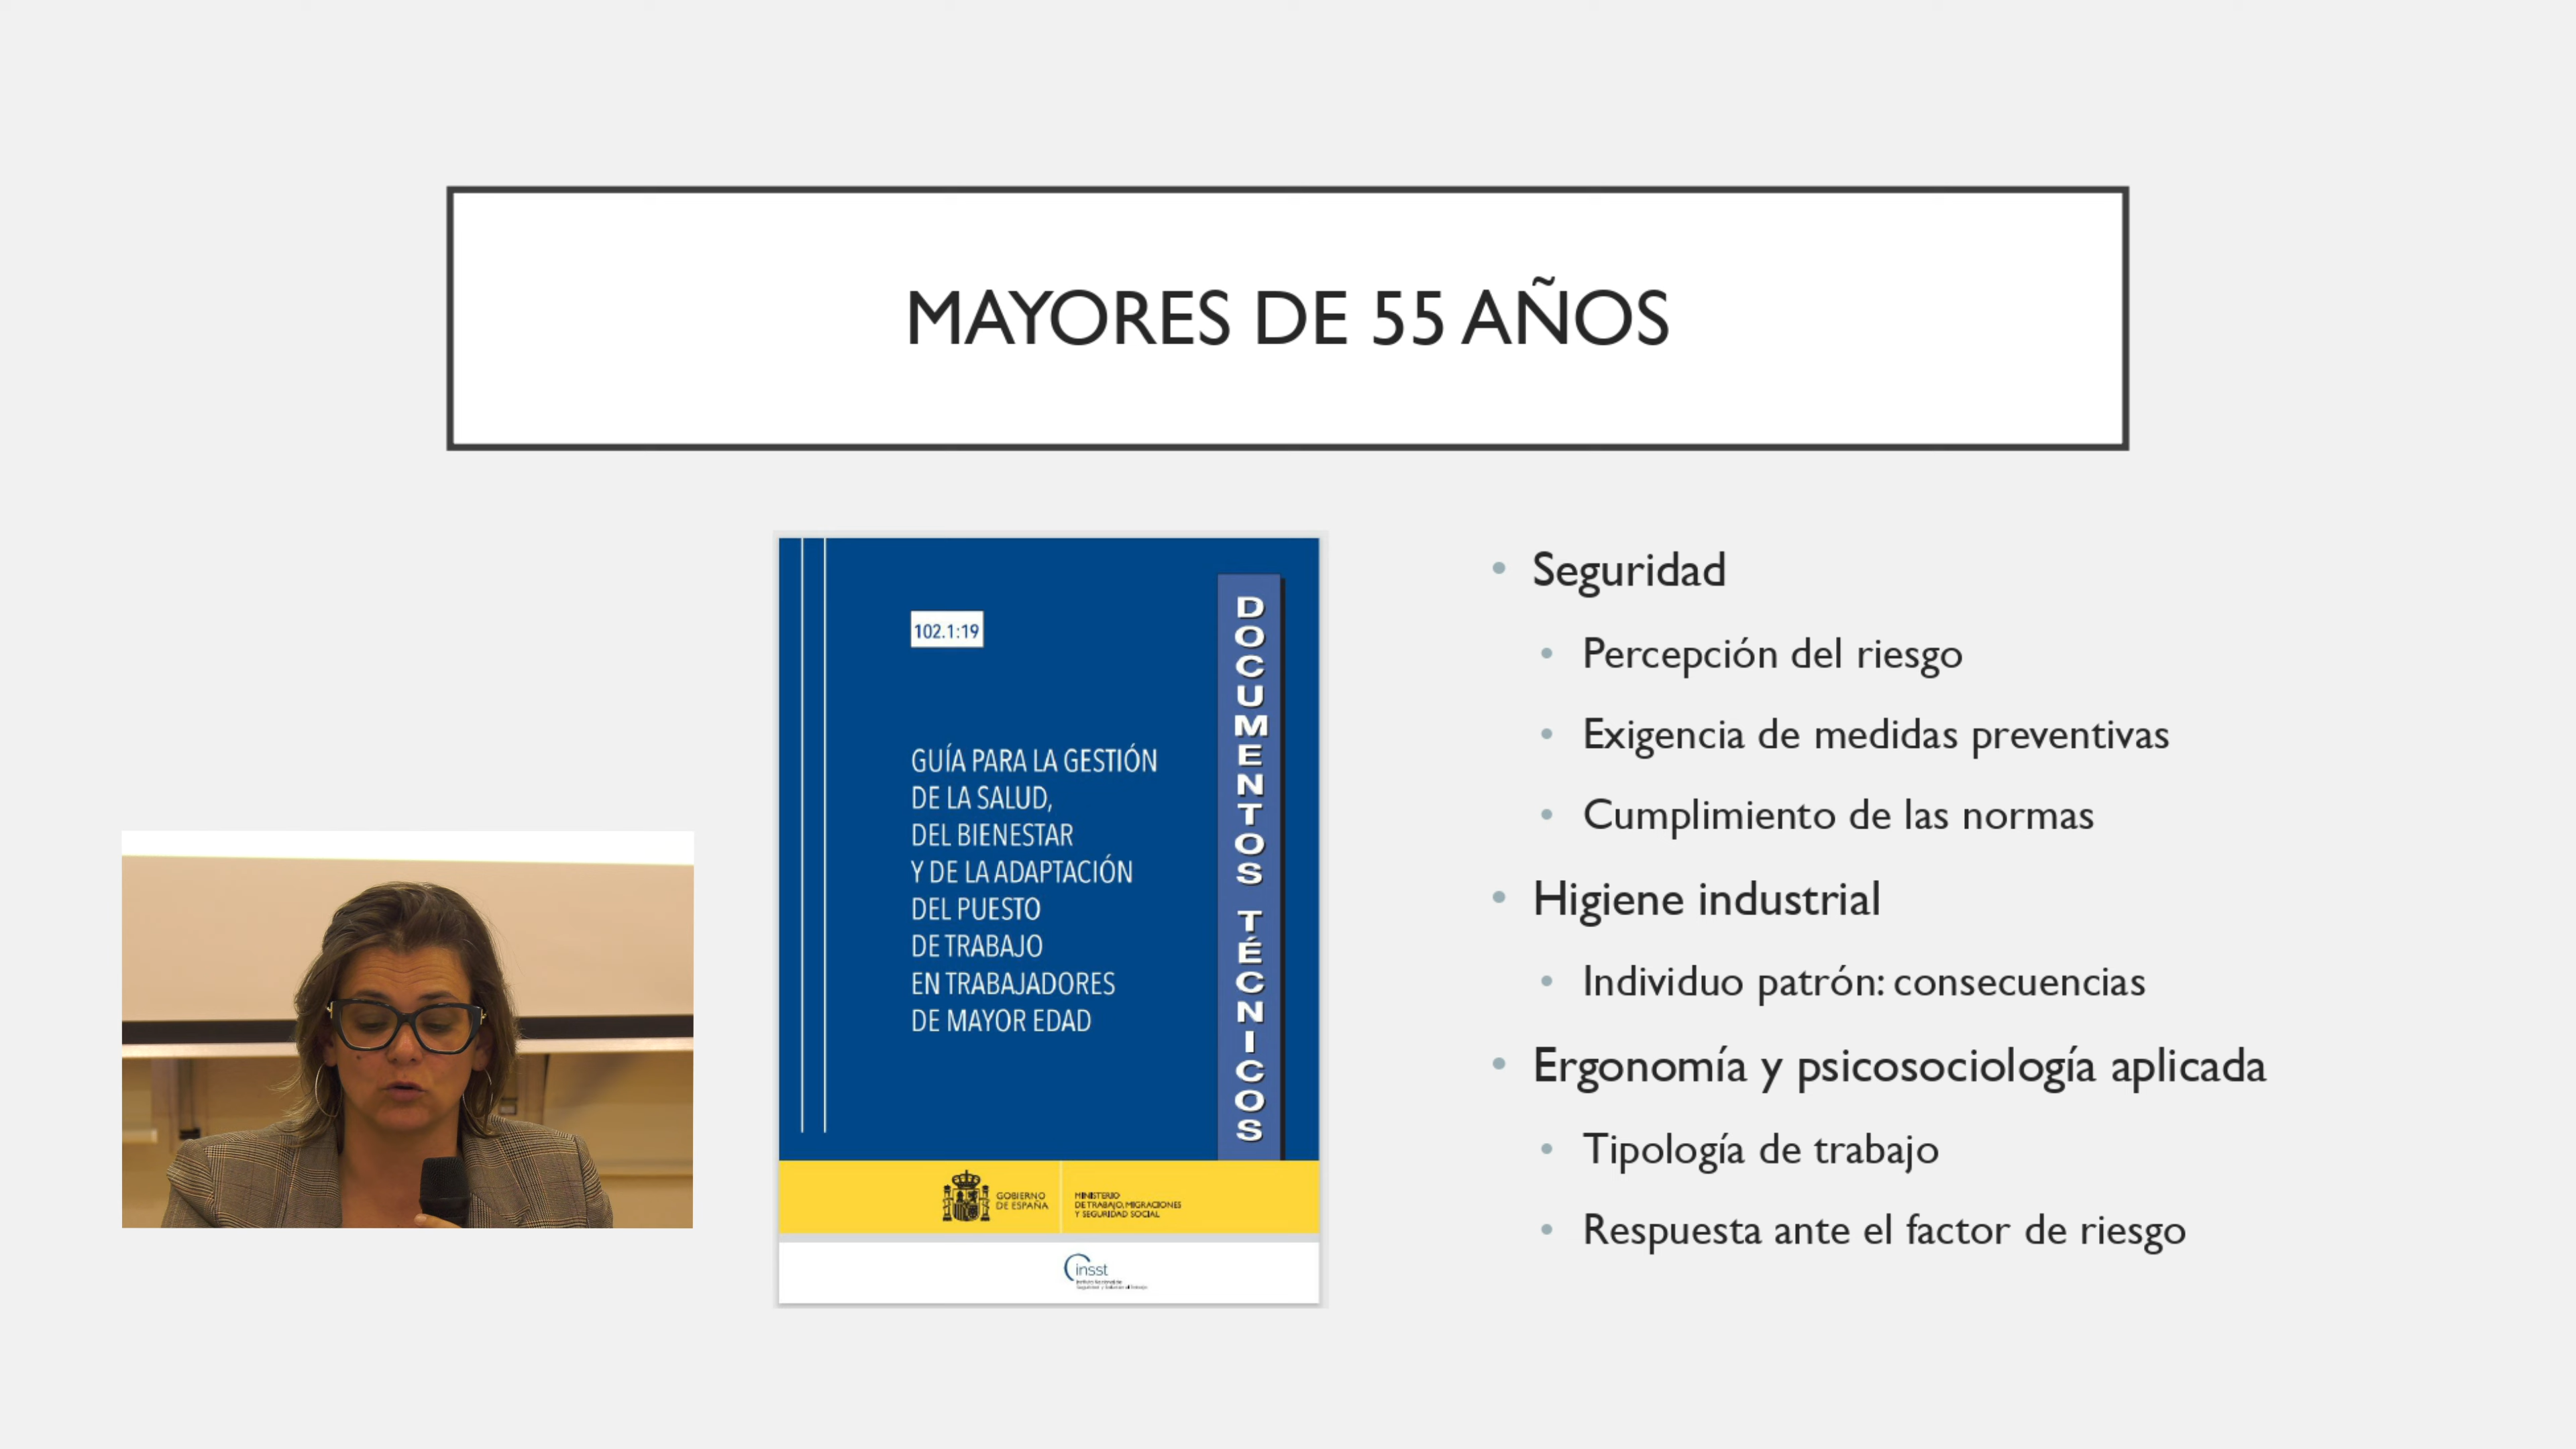 MAYORES DE 55 AÑOS
102.1:19
GUÍA PARA LA GESTIÓN
DE LA SALUD,
DEL BIENESTAR
Y DE LA ADAPTACIÓN
DEL PUESTO
DE TRABAJO
EN TRABAJADORES
DE MAYOR EDAD
DOCUMENTOS TÉCNICOS
GOBIERNO
DE ESPAÑA
MINISTERIO
DE TRABAJO, MIGRACIONES
Y SEGURIDAD SOCIAL
insst
• Seguridad
• Percepción del riesgo
• Exigencia de medidas preventivas
• Cumplimiento de las normas
• Higiene industrial
• Individuo patrón: consecuencias
• Ergonomía y psicosociología aplicada
• Tipología de trabajo
• Respuesta ante el factor de riesgo